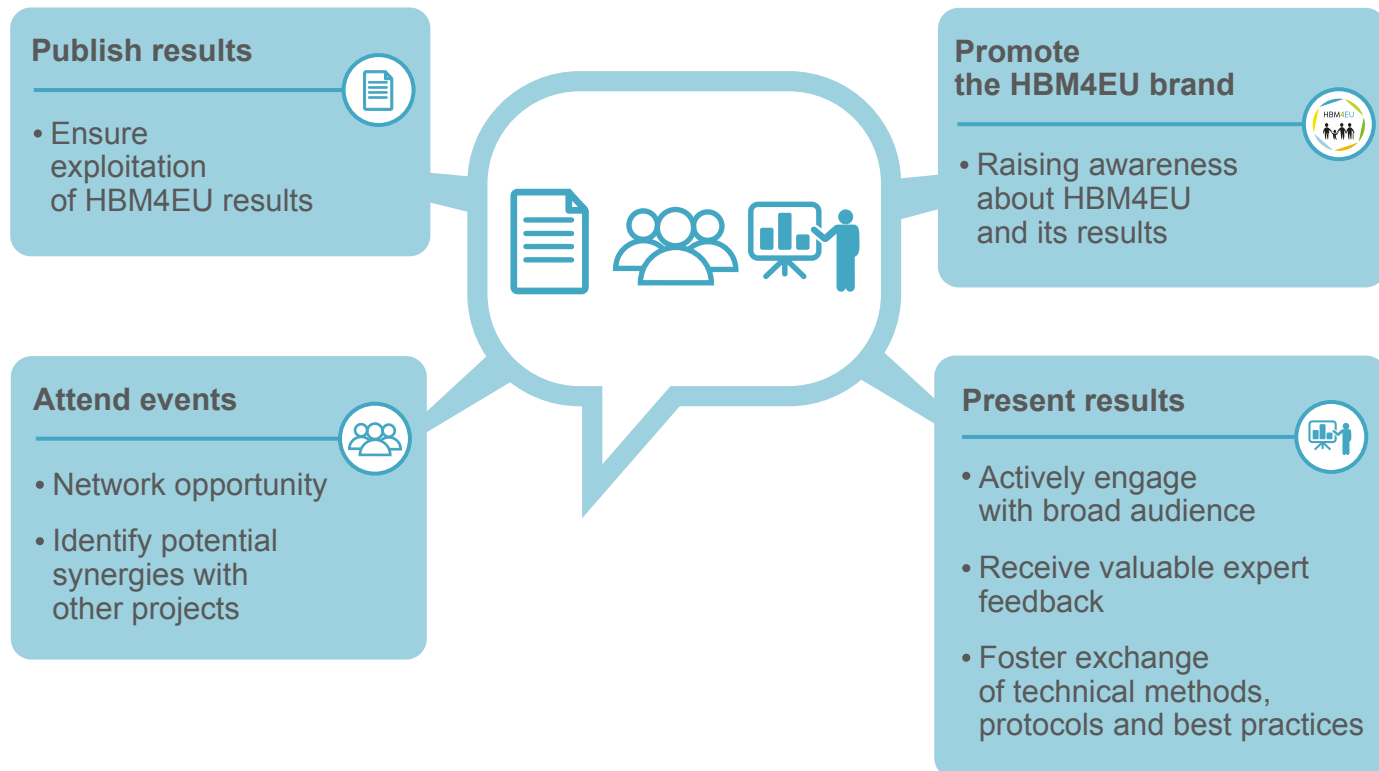 Publish results
• Ensure
exploitation
of HBM4EU results
Promote
the HBM4EU brand
HBM4EU
• Raising awareness
about HBM4EU
and its results
Attend events
• Network opportunity
• Identify potential
synergies with
other projects
Present results
• Actively engage
with broad audience
• Receive valuable expert
feedback
• Foster exchange
of technical methods,
protocols and best practices